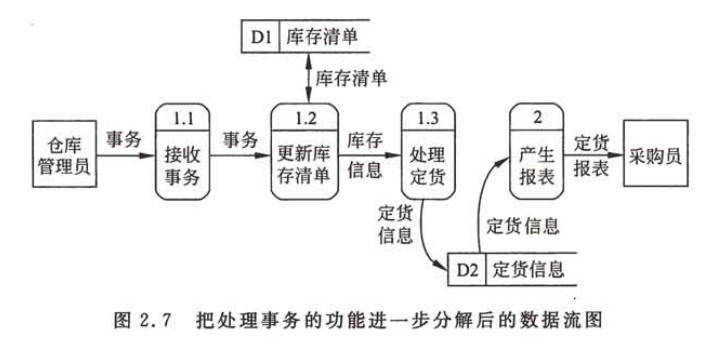 D1 库存清单
库存清单
仓库
管理员
事务
1.1
接收
事务
事务
1.2
更新库
存清单
库存
信息
1.3
处理
定货
2
产生
报表
定货
报表
采购员
定货
信息
定货信息
D2 定货信息
图 2.7 把处理事务的功能进一步分解后的数据流图